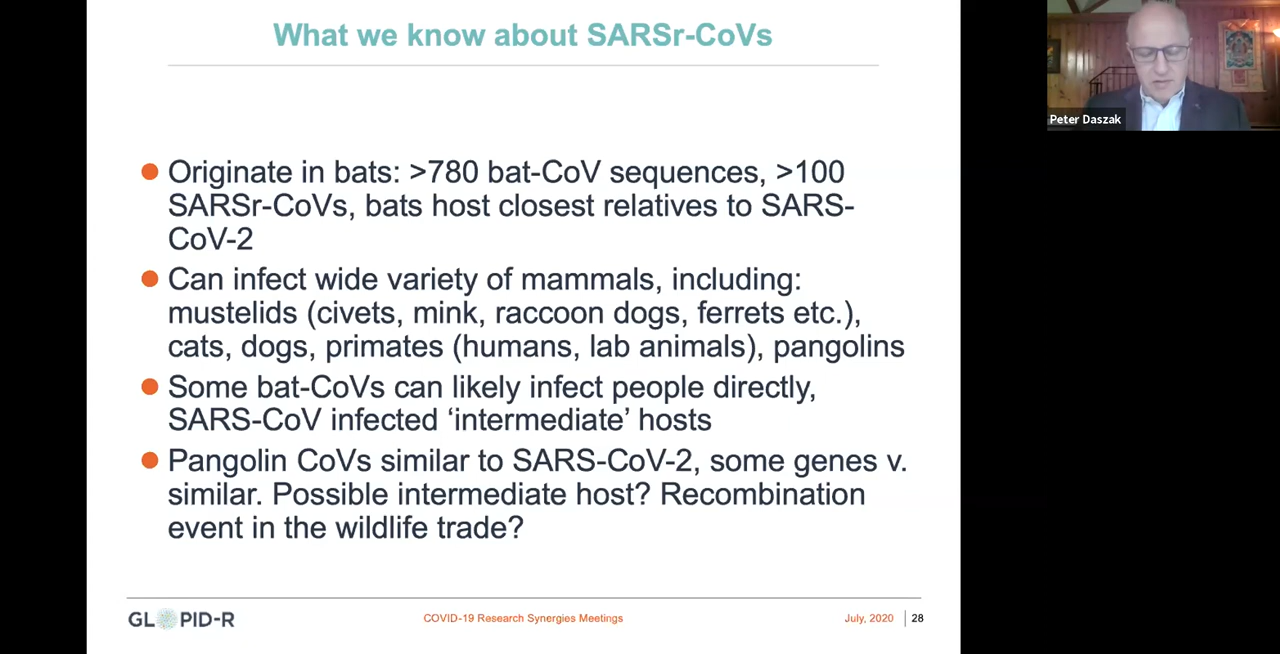 What we know about SARSr-CoVs
Originate in bats: >780 bat-CoV sequences, >100
SARSr-CoVs, bats host closest relatives to SARS-
CoV-2
Can infect wide variety of mammals, including:
mustelids (civets, mink, raccoon dogs, ferrets etc.),
cats, dogs, primates (humans, lab animals), pangolins
Some bat-CoVs can likely infect people directly,
SARS-CoV infected ‘intermediate’ hosts
Pangolin CoVs similar to SARS-CoV-2, some genes v.
similar. Possible intermediate host? Recombination
event in the wildlife trade?
GLOPID-R
COVID-19 Research Synergies Meetings
July, 2020
28
Peter Daszak